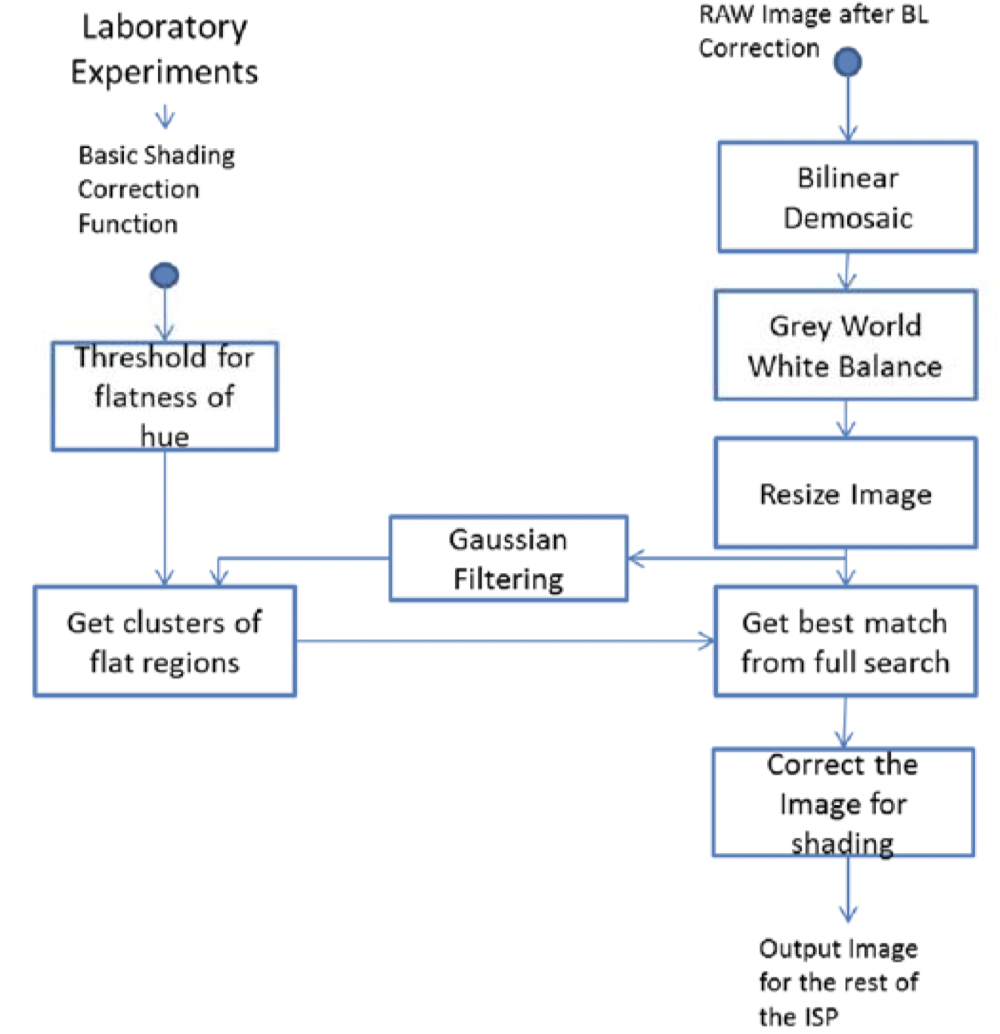 Laboratory
Experiments
Basic Shading
Correction
Function
Threshold for
flatness of
hue
Get clusters of
flat regions
Gaussian
Filtering
RAW Image after BL
Correction
Bilinear
Demosaic
Grey World
White Balance
Resize Image
Get best match
from full search
Correct the
Image for
shading
Output Image
for the rest of
the ISP